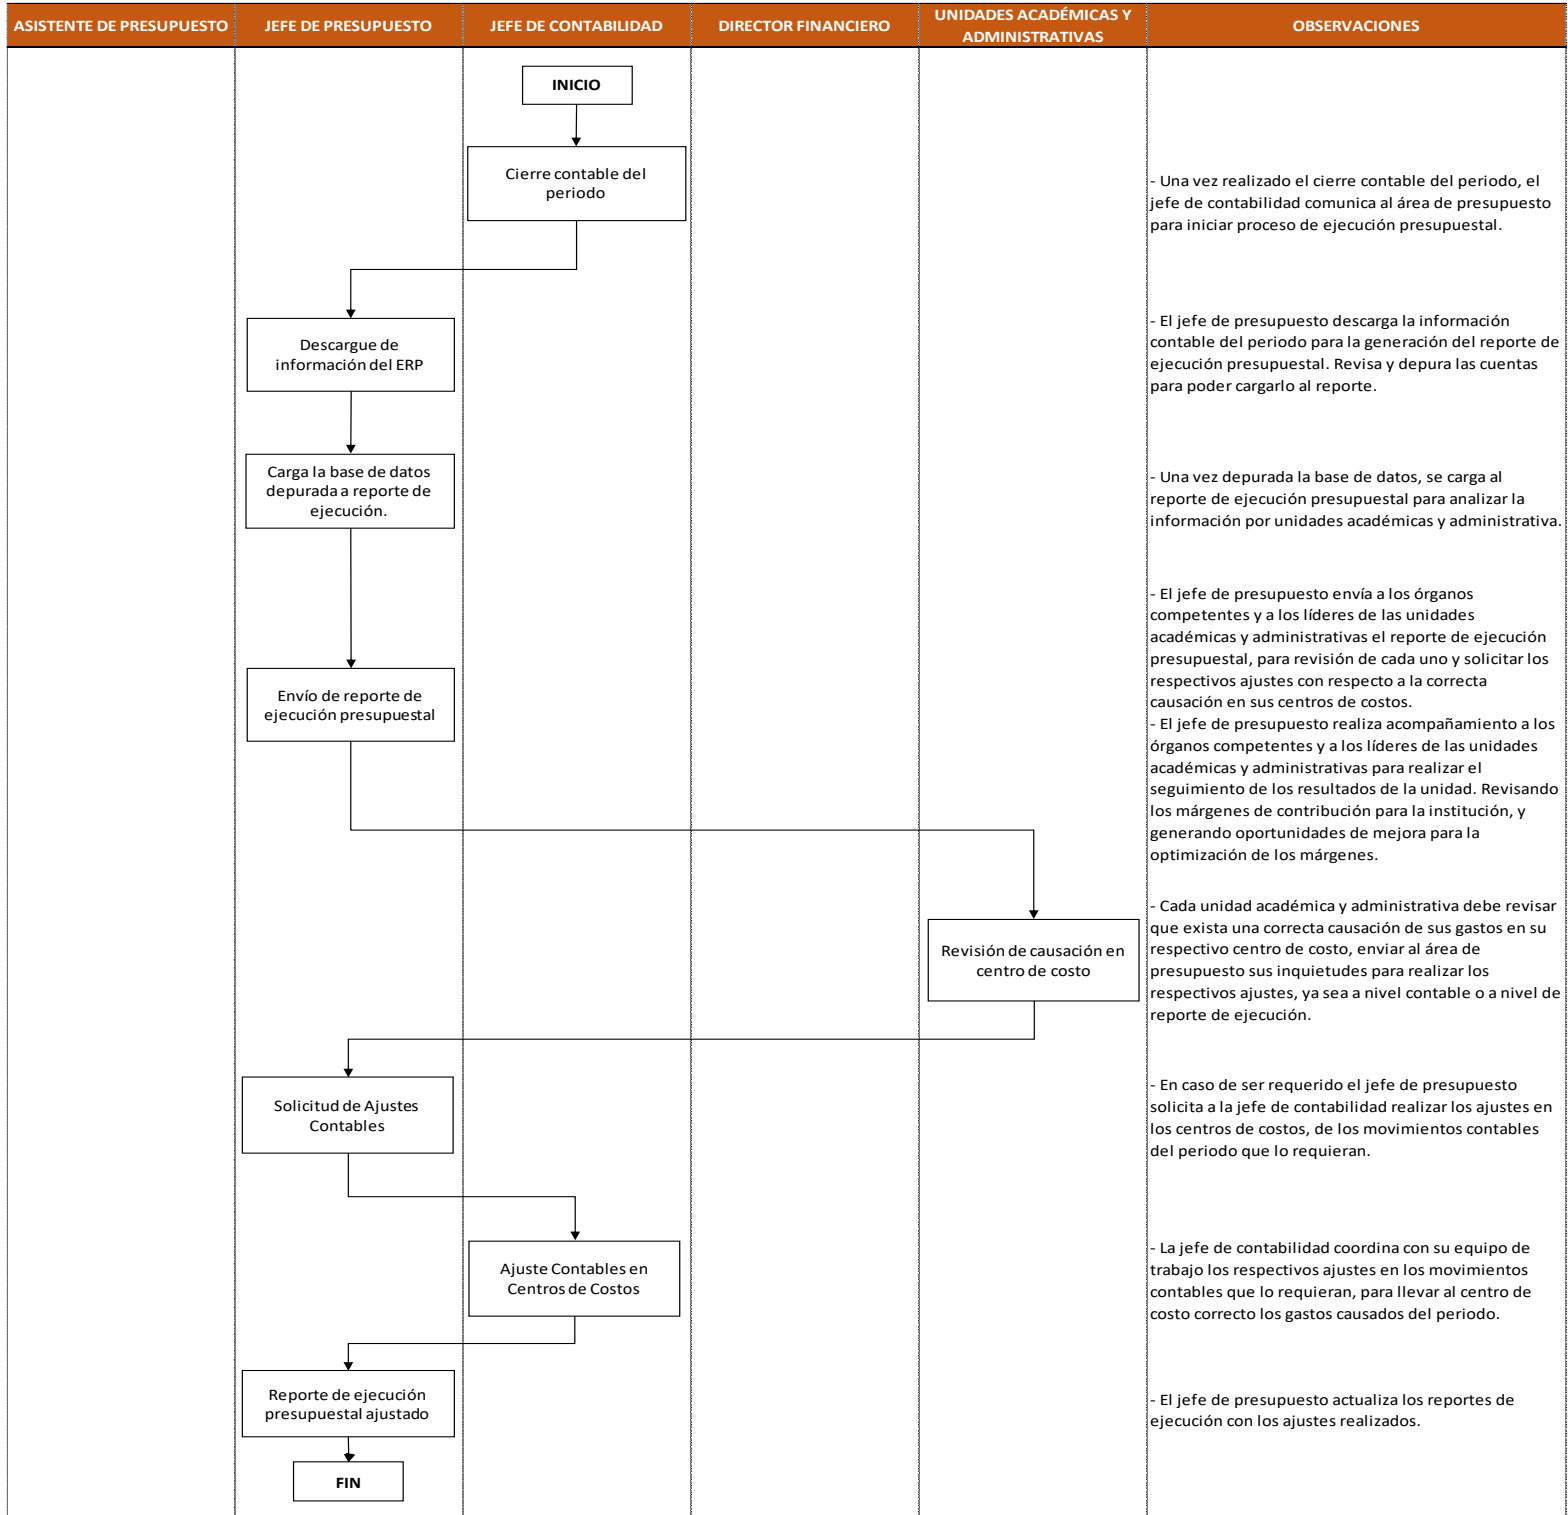 ASISTENTE DE PRESUPUESTO
JEFE DE PRESUPUESTO
JEFE DE CONTABILIDAD
DIRECTOR FINANCIERO
UNIDADES ACADÉMICAS Y
ADMINISTRATIVAS
OBSERVACIONES
INICIO
Cierre contable del
periodo
- Una vez realizado el cierre contable del periodo, el
jefe de contabilidad comunica al área de presupuesto
para iniciar proceso de ejecución presupuestal.
Descargue de
información del ERP
- El jefe de presupuesto descarga la información
contable del periodo para la generación del reporte de
ejecución presupuestal. Revisa y depura las cuentas
para poder cargarlo al reporte.
Carga la base de datos
depurada a reporte de
ejecución.
- Una vez depurada la base de datos, se carga al
reporte de ejecución presupuestal para analizar la
información por unidades académicas y administrativa.
Envío de reporte de
ejecución presupuestal
- El jefe de presupuesto envía a los órganos
competentes y a los líderes de las unidades
académicas y administrativas el reporte de ejecución
presupuestal, para revisión de cada uno y solicitar los
respectivos ajustes con respecto a la correcta
causación en sus centros de costos.
- El jefe de presupuesto realiza acompañamiento a los
órganos competentes y a los líderes de las unidades
académicas y administrativas para realizar el
seguimiento de los resultados de la unidad. Revisando
los márgenes de contribución para la institución, y
generando oportunidades de mejora para la
optimización de los márgenes.
Revisión de causación en
centro de costo
- Cada unidad académica y administrativa debe revisar
que exista una correcta causación de sus gastos en su
respectivo centro de costo, enviar al área de
presupuesto sus inquietudes para realizar los
respectivos ajustes, ya sea a nivel contable o a nivel de
reporte de ejecución.
Solicitud de Ajustes
Contables
- En caso de ser requerido el jefe de presupuesto
solicita a la jefe de contabilidad realizar los ajustes en
los centros de costos, de los movimientos contables
del periodo que lo requieran.
Ajuste Contables en
Centros de Costos
- La jefe de contabilidad coordina con su equipo de
trabajo los respectivos ajustes en los movimientos
contables que lo requieran, para llevar al centro de
costo correcto los gastos causados del periodo.
Reporte de ejecución
presupuestal ajustado
- El jefe de presupuesto actualiza los reportes de
ejecución con los ajustes realizados.
FIN